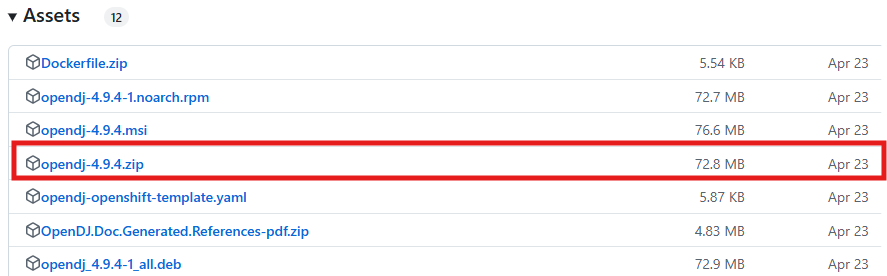 Assets 12
Dockerfile.zip 5.54 KB Apr 23
opendj-4.9.4-1.noarch.rpm 72.7 MB Apr 23
opendj-4.9.4.msi 76.6 MB Apr 23
opendj-4.9.4.zip 72.8 MB Apr 23
opendj-openshift-template.yaml 5.87 KB Apr 23
OpenDJ.Doc.Generated.References-pdf.zip 4.83 MB Apr 23
opendj_4.9.4-1_all.deb 72.9 MB Apr 23